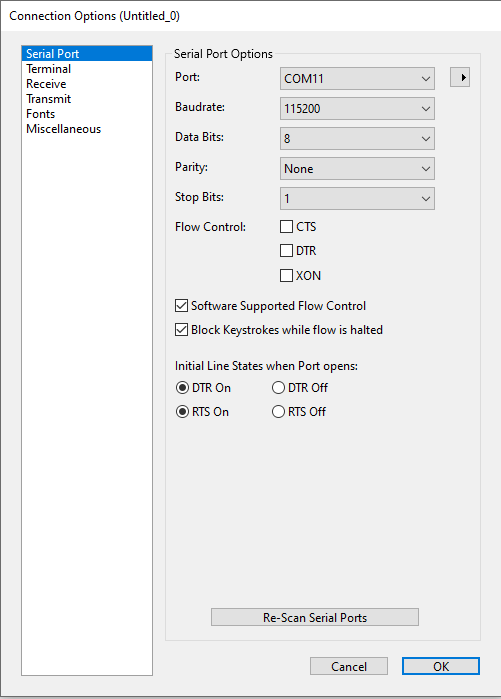 Connection Options (Untitled_0)
Serial Port
Terminal
Receive
Transmit
Fonts
Miscellaneous
Serial Port Options
Port: COM11
Baudrate: 115200
Data Bits: 8
Parity: None
Stop Bits: 1
Flow Control: CTS
DTR
XON
Software Supported Flow Control
Block Keystrokes while flow is halted
Initial Line States when Port opens:
DTR On DTR Off
RTS On RTS Off
Re-Scan Serial Ports
Cancel OK